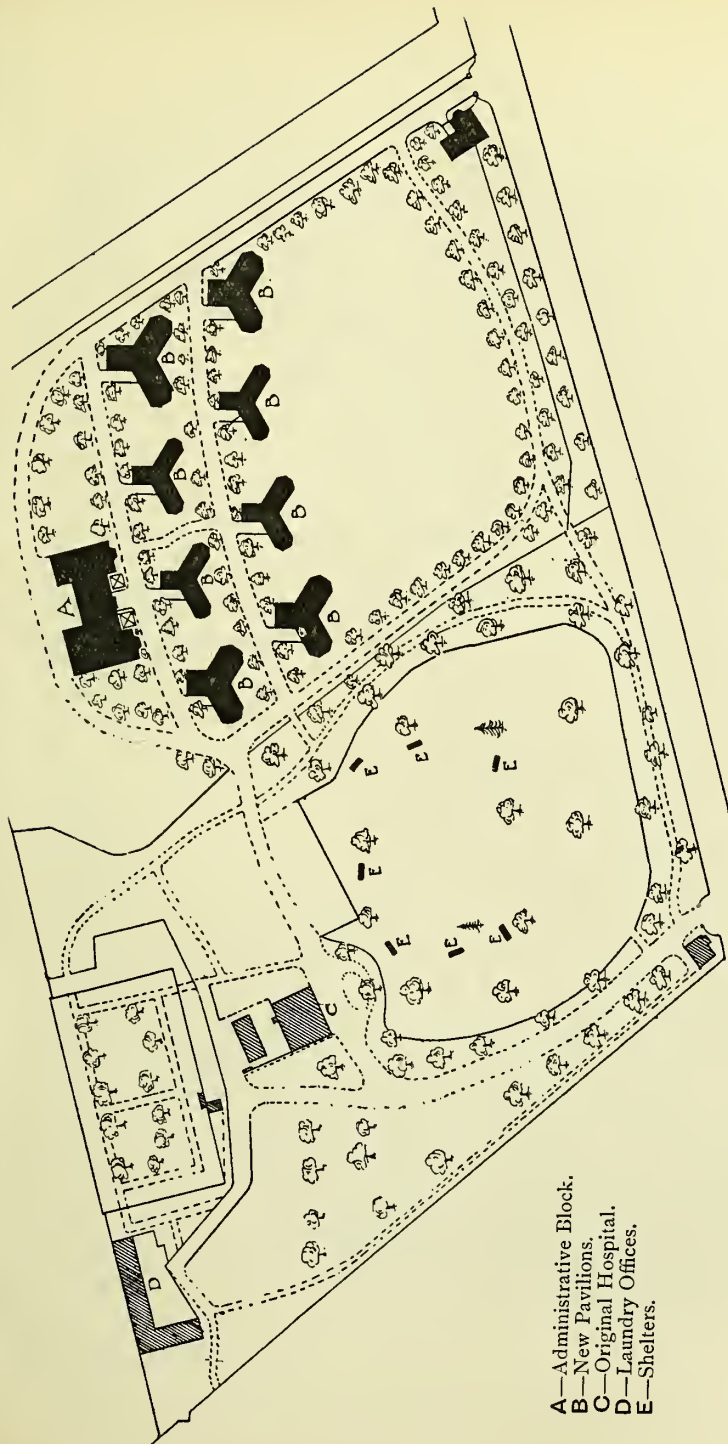 A
B
B
B
B
B
B
B
B
D
C
E
E
E
E
E
E
E
A—Administrative Block.
B—New Pavilions.
C—Original Hospital.
D—Laundry Offices.
E—Shelters.